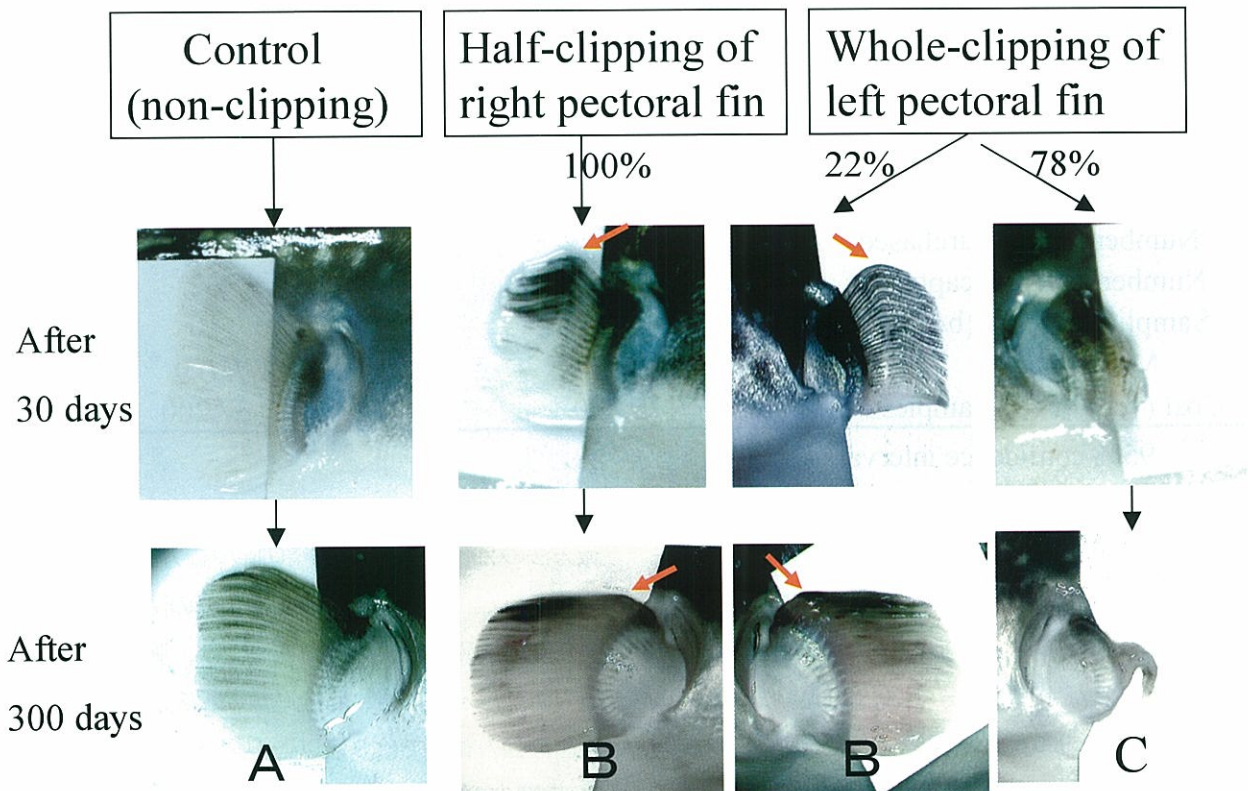 Control
(non-clipping)
Half-clipping of
right pectoral fin
Whole-clipping of
left pectoral fin
100%
22%
78%
After
30 days
After
300 days
A
B
B
C